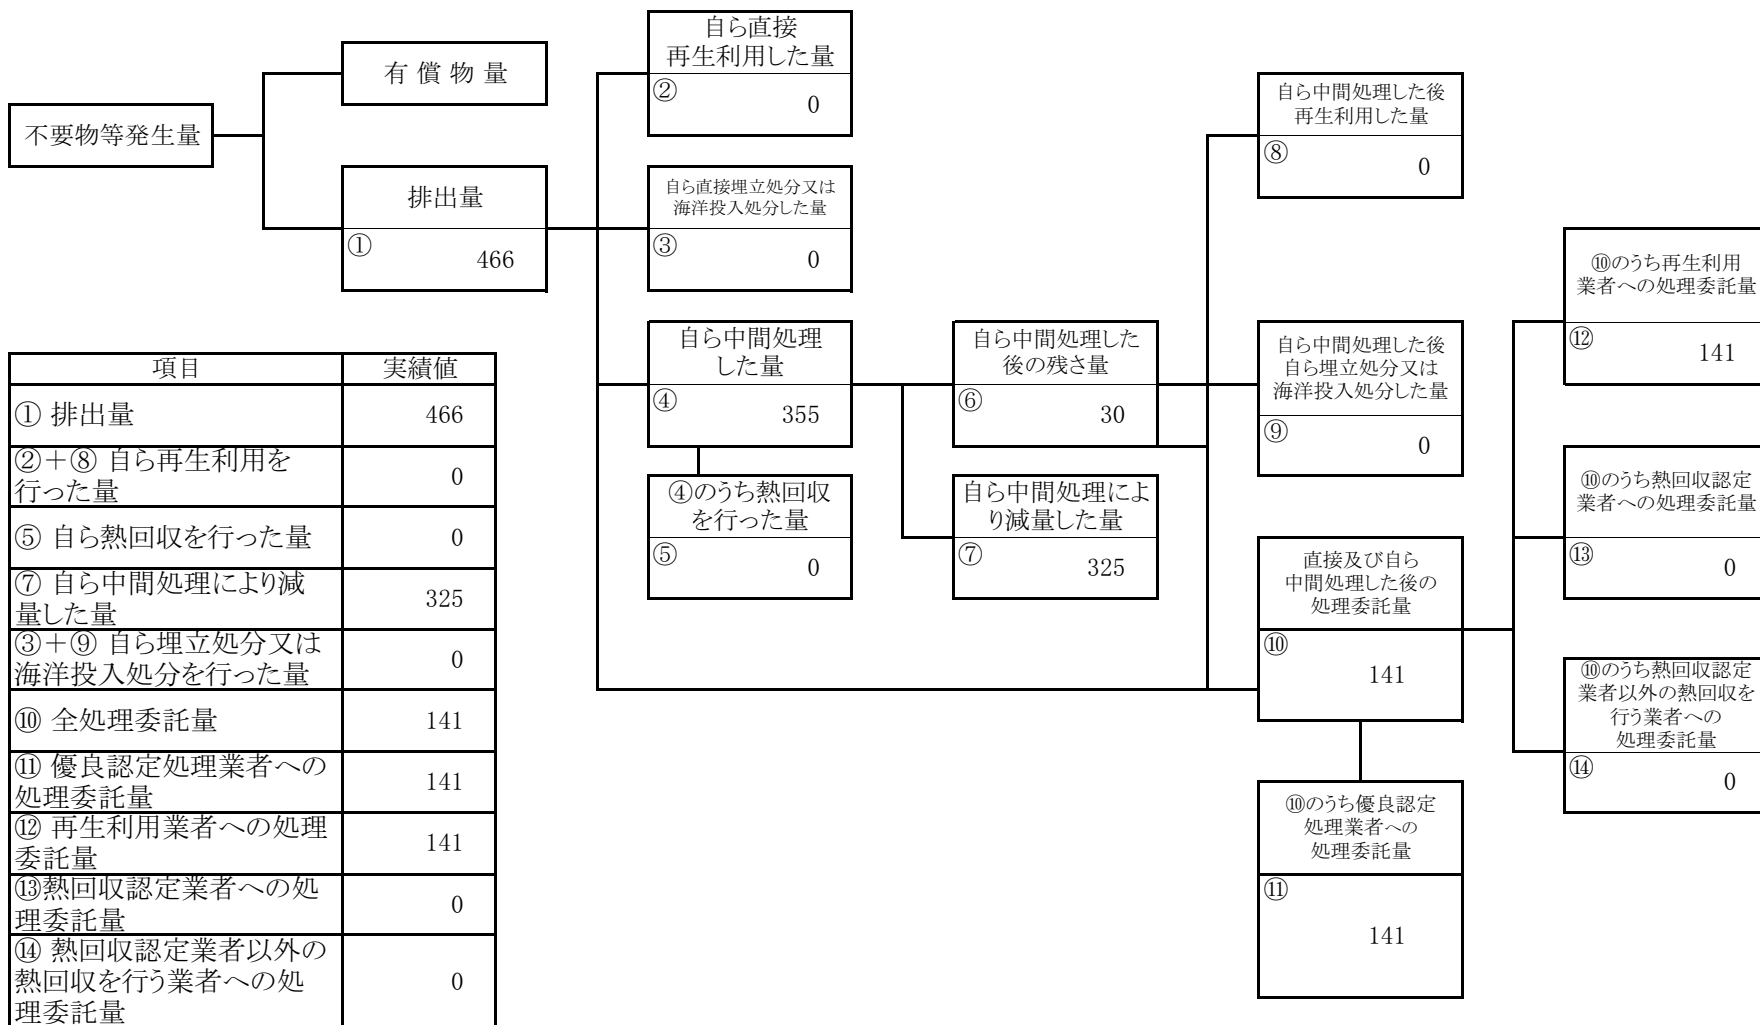 不要物等発生量
有償物量
排出量
①
466
自ら直接
再生利用した量
②
0
自ら直接埋立処分又は
海洋投入処分した量
③
0
自ら中間処理
した量
④
355
④のうち熱回収
を行った量
⑤
0
自ら中間処理した
後の残さ量
⑥
30
自ら中間処理によ
り減量した量
⑦
325
自ら中間処理した後
再生利用した量
⑧
0
自ら中間処理した後
自ら埋立処分又は
海洋投入処分した量
⑨
0
直接及び自ら
中間処理した後の
処理委託量
⑩
141
⑩のうち優良認定
処理業者への
処理委託量
⑪
141
⑩のうち再生利用
業者への処理委託量
⑫
141
⑩のうち熱回収認定
業者への処理委託量
⑬
0
⑩のうち熱回収認定
業者以外の熱回収を
行う業者への
処理委託量
⑭
0
項目 実績値
① 排出量 466
②＋⑧ 自ら再生利用を
行った量 0
⑤ 自ら熱回収を行った量 0
⑦ 自ら中間処理により減
量した量 325
③＋⑨ 自ら埋立処分又は
海洋投入処分を行った量 0
⑩ 全処理委託量 141
⑪ 優良認定処理業者への
処理委託量 141
⑫ 再生利用業者への処理
委託量 141
⑬熱回収認定業者への処
理委託量 0
⑭ 熱回収認定業者以外の
熱回収を行う業者への処
理委託量 0